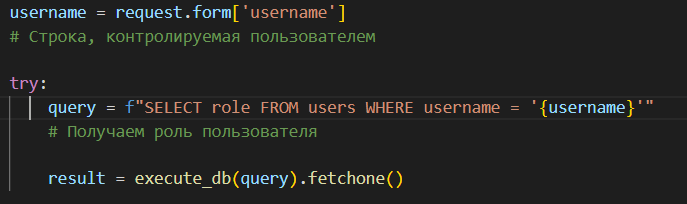 username = request.form['username']
# Строка, контролируемая пользователем
try:
query = f"SELECT role FROM users WHERE username = '{username}'"
# Получаем роль пользователя
result = execute_db(query).fetchone()